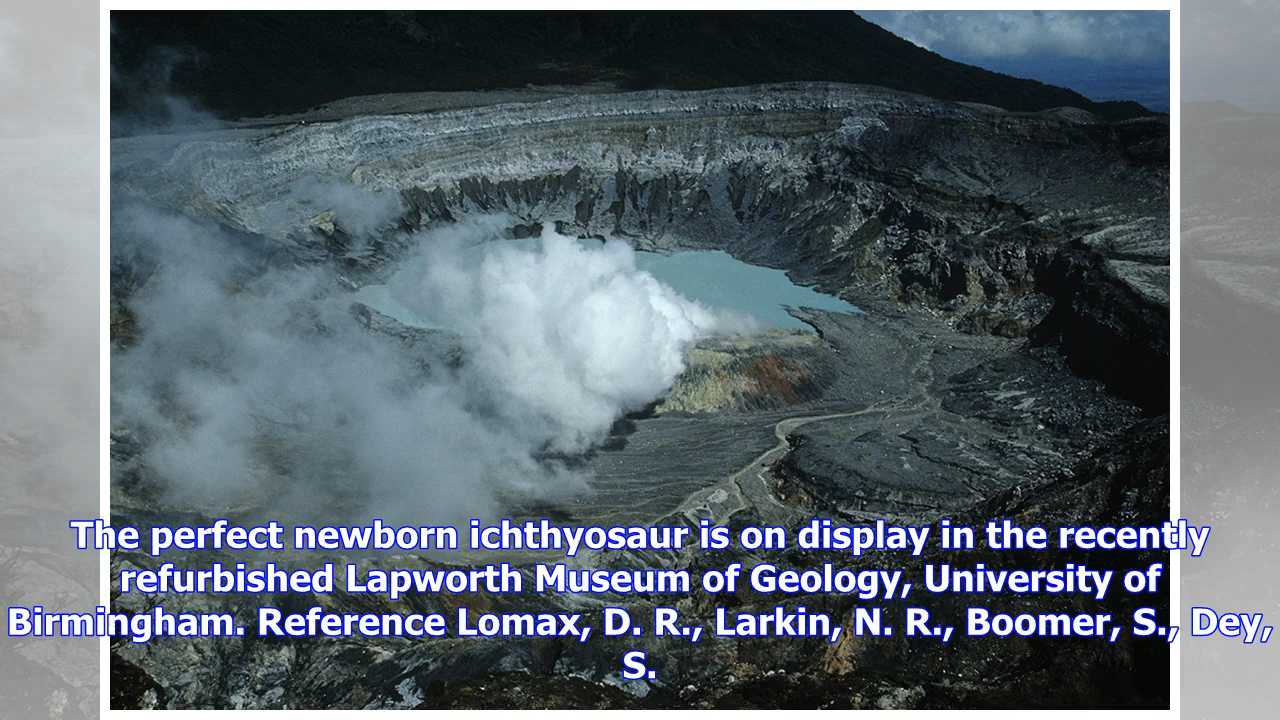 The perfect newborn ichthyosaur is on display in the recently
refurbished Lapworth Museum of Geology, University of
Birmingham. Reference Lomax, D. R., Larkin, N. R., Boomer, S., Dey,
S.